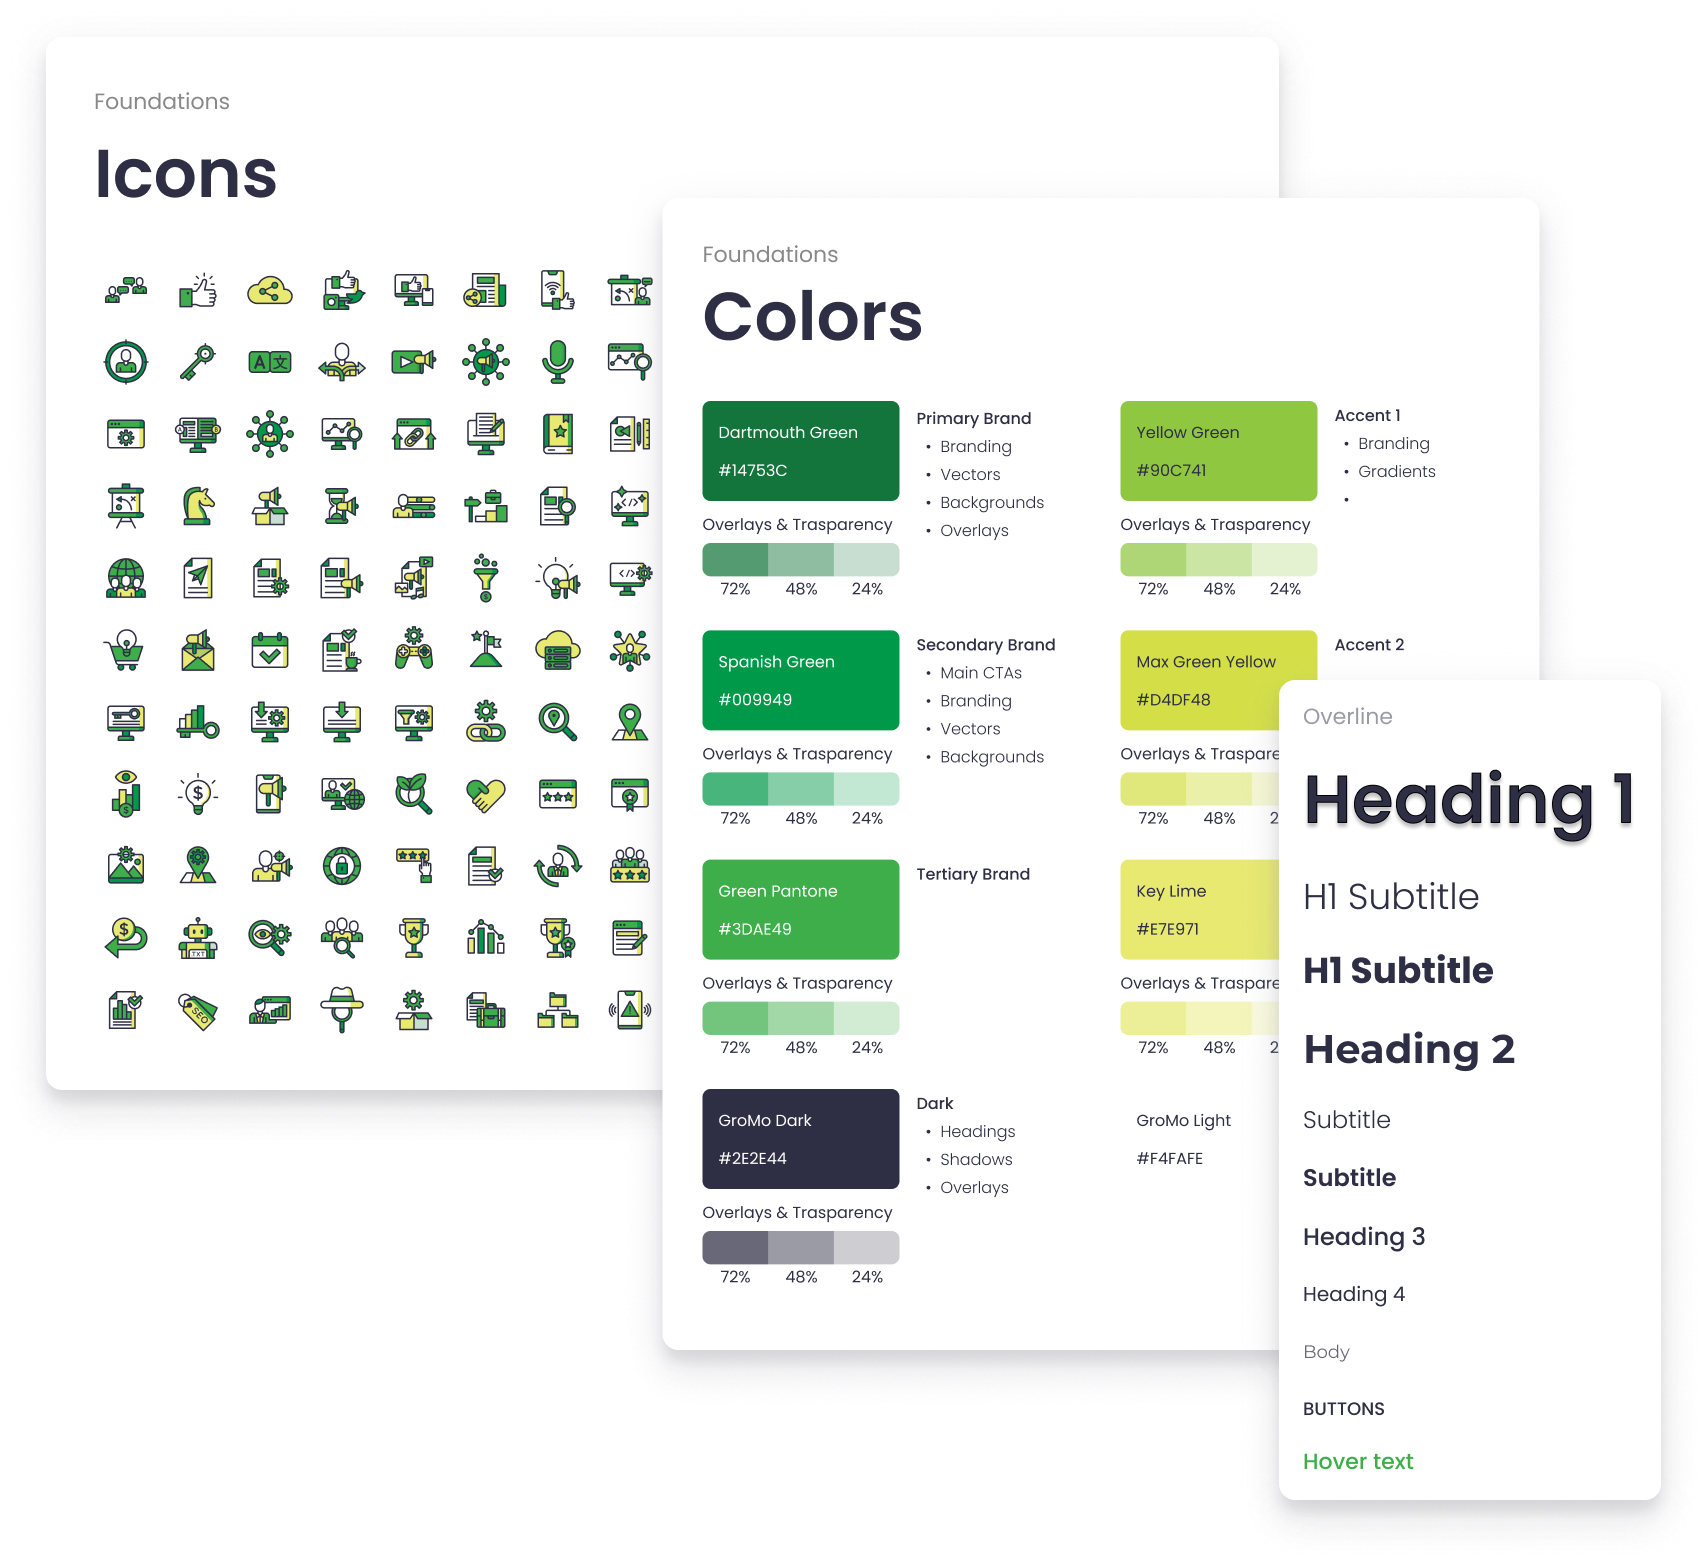 Foundations
Icons
A 文
A B
</>
</>
$
$
$
TXT
SEO
Foundations
Colors
Dartmouth Green
#14753C
Overlays & Trasparency
72% 48% 24%
Primary Brand
• Branding
• Vectors
• Backgrounds
• Overlays
Yellow Green
#90C741
Overlays & Trasparency
72% 48% 24%
Accent 1
• Branding
• Gradients
•
Spanish Green
#009949
Overlays & Trasparency
72% 48% 24%
Secondary Brand
• Main CTAs
• Branding
• Vectors
• Backgrounds
Max Green Yellow
#D4DF48
Overlays & Traspare
72% 48% 2
Accent 2
Green Pantone
#3DAE49
Overlays & Trasparency
72% 48% 24%
Tertiary Brand
Key Lime
#E7E971
Overlays & Traspare
72% 48% 2
GroMo Dark
#2E2E44
Overlays & Trasparency
72% 48% 24%
Dark
• Headings
• Shadows
• Overlays
GroMo Light
#F4FAFE
Overline
Heading 1
H1 Subtitle
H1 Subtitle
Heading 2
Subtitle
Subtitle
Heading 3
Heading 4
Body
BUTTONS
Hover text